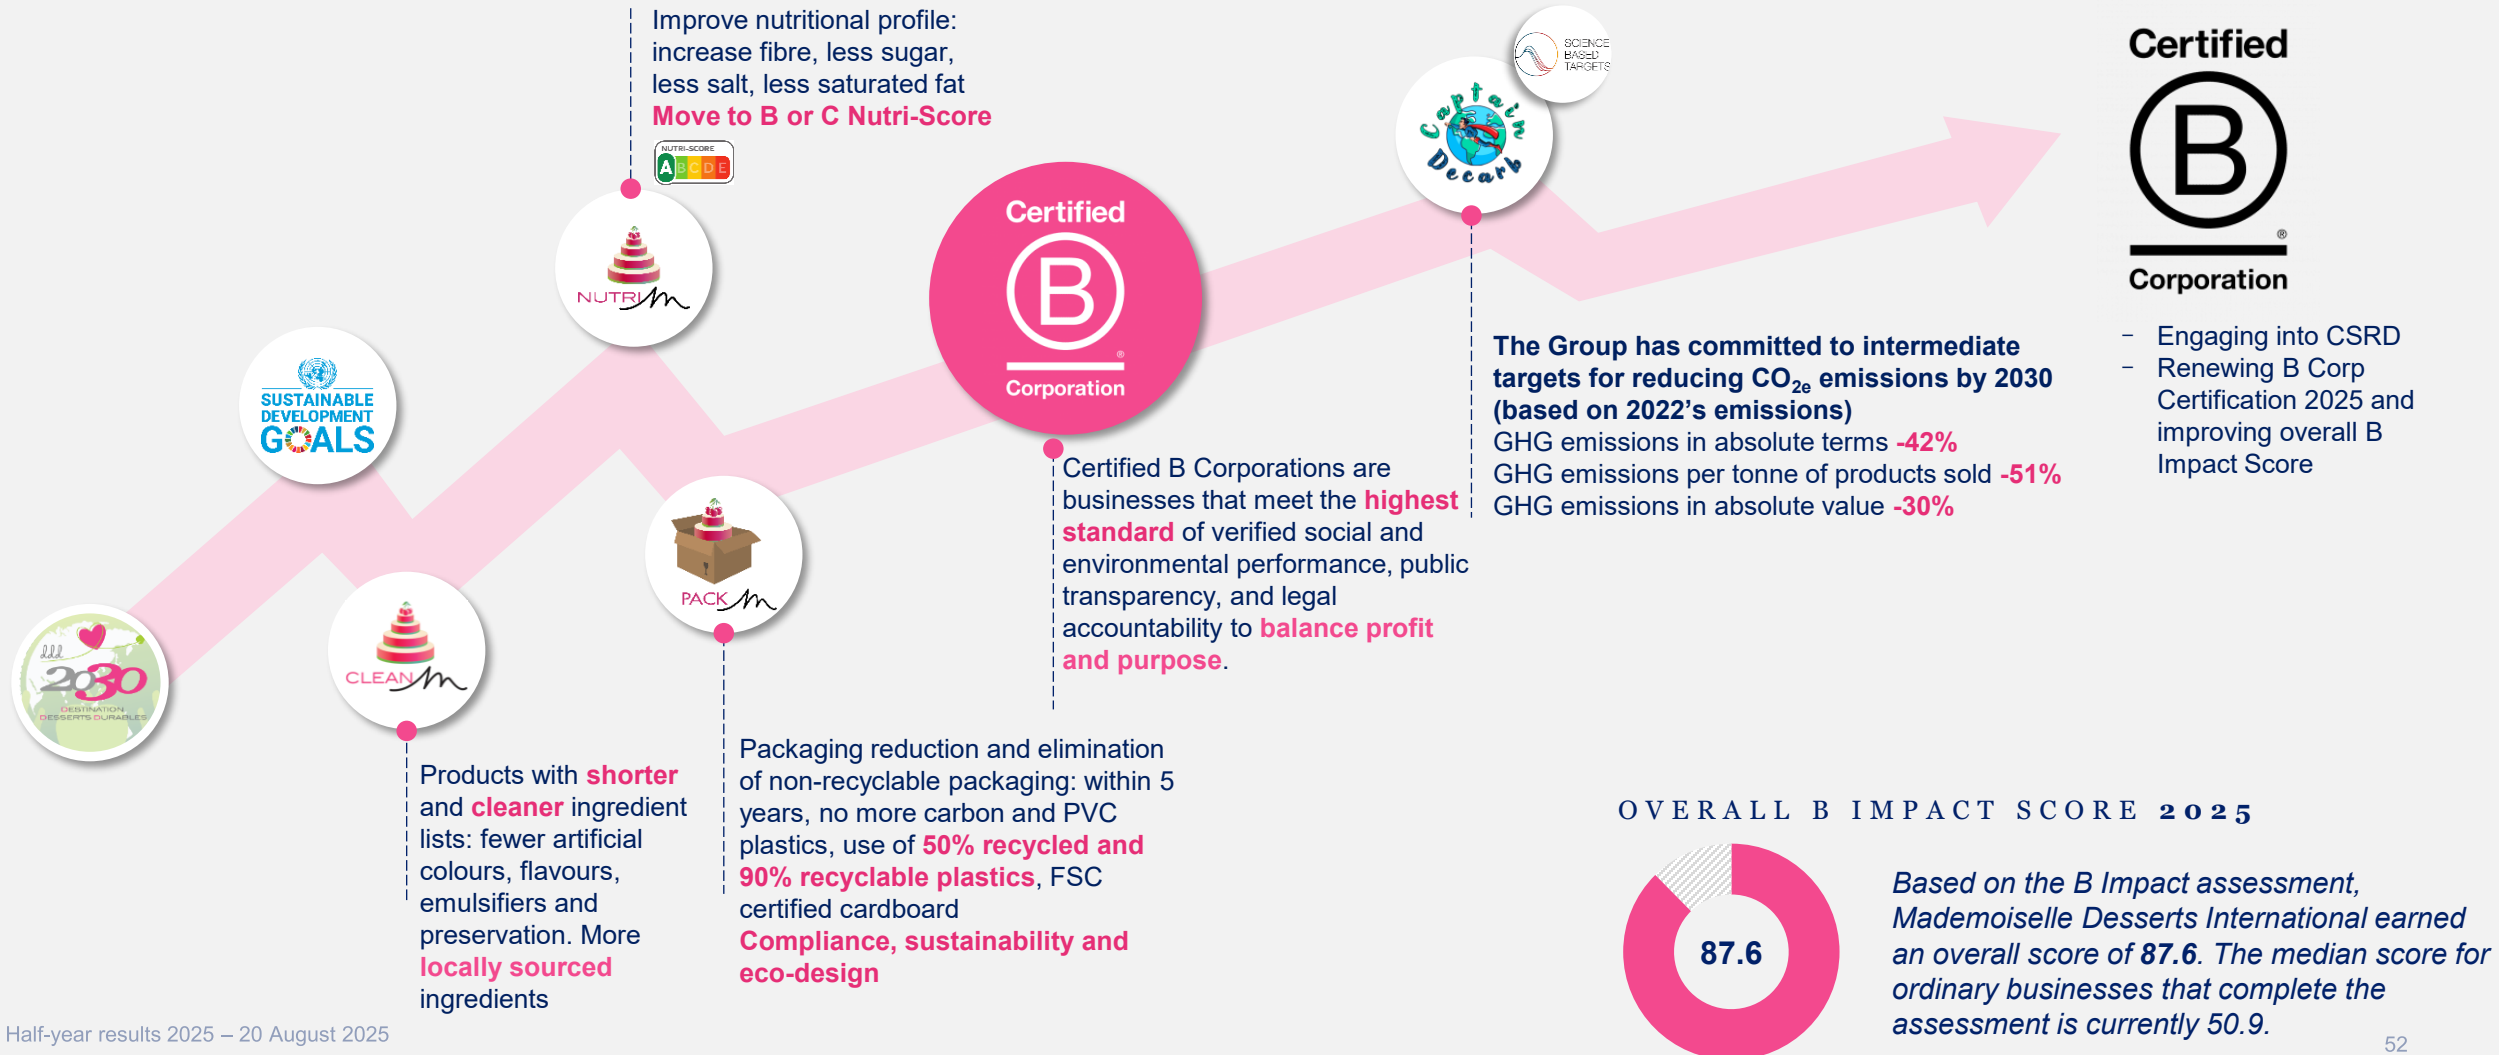 Improve nutritional profile:
increase fibre, less sugar,
less salt, less saturated fat
Move to B or C Nutri-Score
NUTRI-SCORE
A B C D E
NUTRI m
SUSTAINABLE
DEVELOPMENT
GOALS
ddd
2030
DESTINATION
DESSERTS DURABLES
CLEAN m
Products with shorter
and cleaner ingredient
lists: fewer artificial
colours, flavours,
emulsifiers and
preservation. More
locally sourced
ingredients
PACK m
Packaging reduction and elimination
of non-recyclable packaging: within 5
years, no more carbon and PVC
plastics, use of 50% recycled and
90% recyclable plastics, FSC
certified cardboard
Compliance, sustainability and
eco-design
Certified
B
®
Corporation
Certified B Corporations are
businesses that meet the highest
standard of verified social and
environmental performance, public
transparency, and legal
accountability to balance profit
and purpose.
SCIENCE
BASED
TARGETS
Captain
Decarb
The Group has committed to intermediate
targets for reducing CO2e emissions by 2030
(based on 2022’s emissions)
GHG emissions in absolute terms -42%
GHG emissions per tonne of products sold -51%
GHG emissions in absolute value -30%
Certified
B
®
Corporation
– Engaging into CSRD
– Renewing B Corp
Certification 2025 and
improving overall B
Impact Score
OVERALL B IMPACT SCORE 2025
87.6
Based on the B Impact assessment,
Mademoiselle Desserts International earned
an overall score of 87.6. The median score for
ordinary businesses that complete the
assessment is currently 50.9.
Half-year results 2025 – 20 August 2025
52